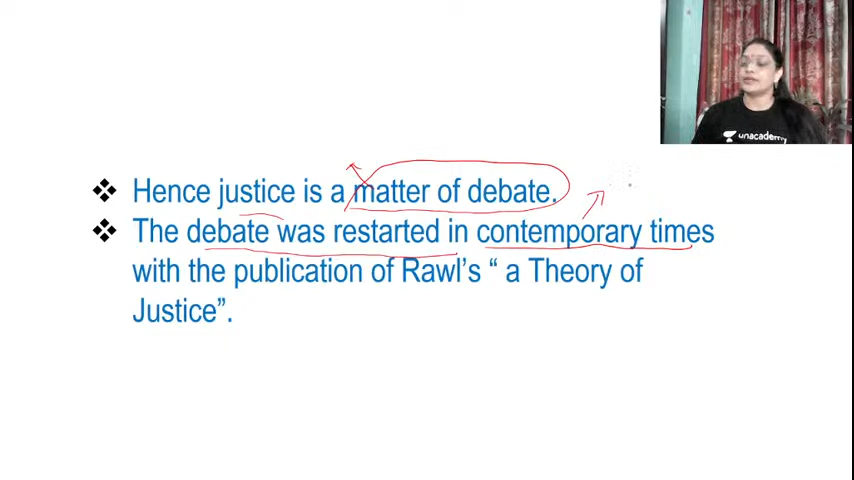 unacademy
❖ Hence justice is a matter of debate.
❖ The debate was restarted in contemporary times
with the publication of Rawl's “ a Theory of
Justice”.